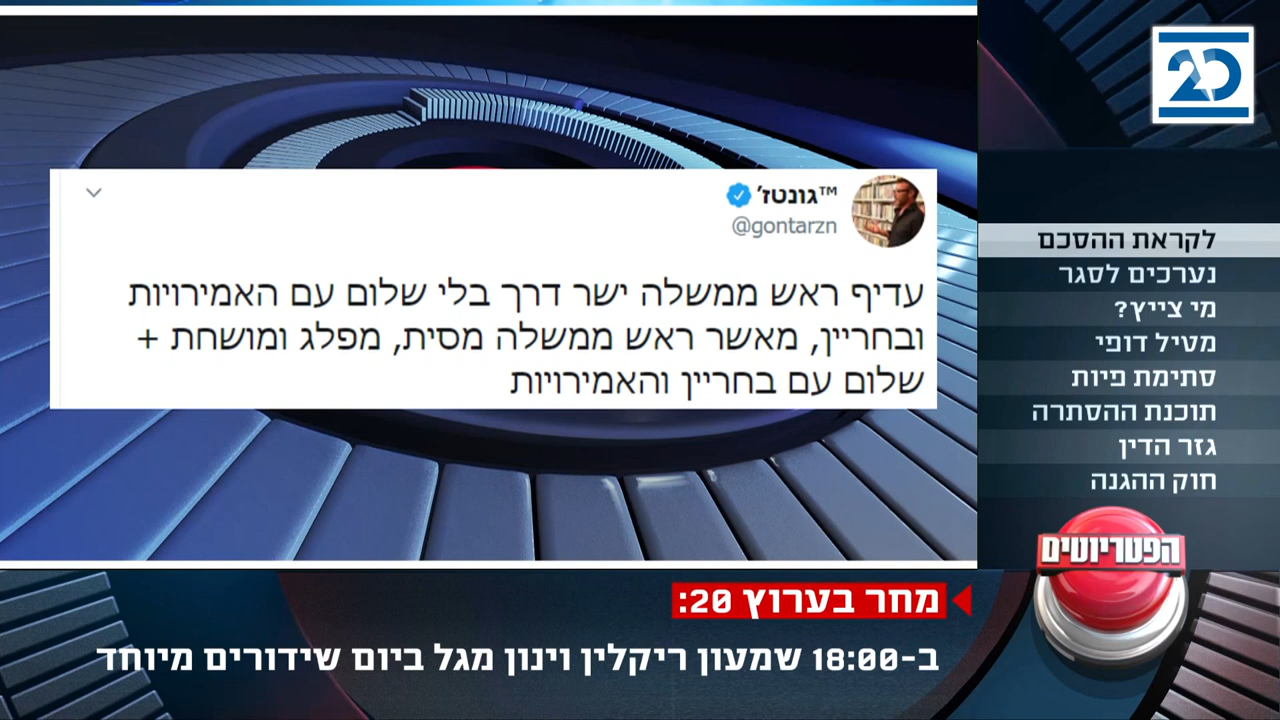 20
גונטז'™
@gontarzn
עדיף ראש ממשלה ישר דרך בלי שלום עם האמירויות
ובחריין, מאשר ראש ממשלה מסית, מפלג ומושחת +
שלום עם בחריין והאמירויות
לקראת ההסכם
נערכים לסגר
מי צייץ?
מטיל דופי
סתימת פיות
תוכנת ההסתרה
גזר הדין
חוק ההגנה
הפטריוטים
מחר בערוץ 20:
ב-18:00 שמעון ריקלין וינון מגל ביום שידורים מיוחד